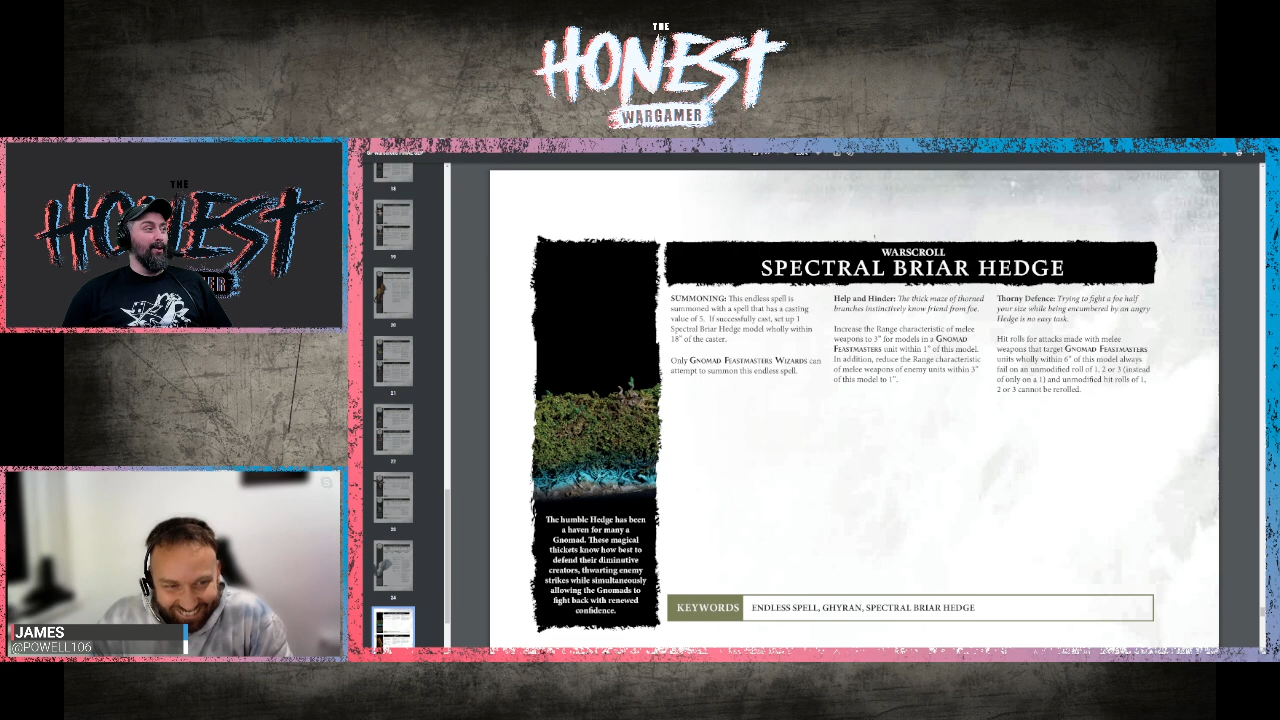 THE
HONEST
WARGAMER
THE
HONEST
18
19
20
21
22
23
24
WARSCROLL
SPECTRAL BRIAR HEDGE
SUMMONING: This endless spell is
summoned with a spell that has a casting
value of 5. If successfully cast, set up 1
Spectral Briar Hedge model wholly within
18" of the caster.
Only GNOMAD FEASTMASTERS WIZARDS can
attempt to summon this endless spell.
Help and Hinder: The thick maze of thorned
branches instinctively know friend from foe.
Increase the Range characteristic of melee
weapons to 3" for models in a GNOMAD
FEASTMASTERS unit within 1" of this model.
In addition, reduce the Range characteristic
of melee weapons of enemy units within 3"
of this model to 1".
Thorny Defence: Trying to fight a foe half
your size while being encumbered by an angry
Hedge is no easy task.
Hit rolls for attacks made with melee
weapons that target GNOMAD FEASTMASTERS
units wholly within 6" of this model always
fail on an unmodified roll of 1, 2 or 3 (instead
of only on a 1) and unmodified hit rolls of 1,
2 or 3 cannot be rerolled.
The humble Hedge has been
a haven for many a
Gnomad. These magical
thickets know how best to
defend their diminutive
creators, thwarting enemy
strikes while simultaneously
allowing the Gnomads to
fight back with renewed
confidence.
KEYWORDS ENDLESS SPELL, GHYRAN, SPECTRAL BRIAR HEDGE
JAMES
@POWELL106